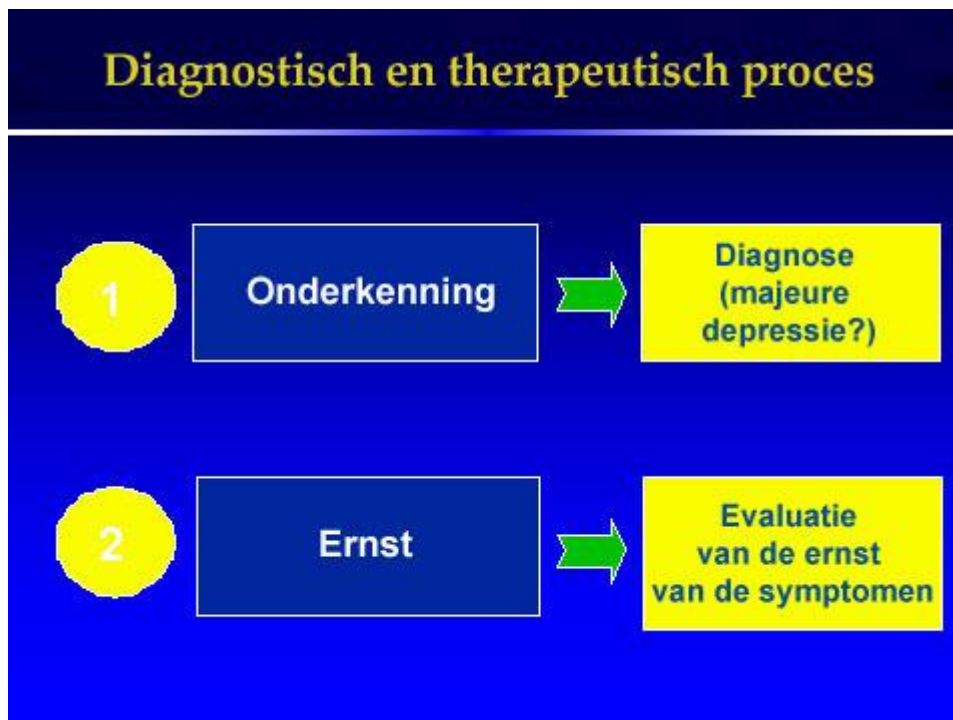 Diagnostisch en therapeutisch proces
1
Onderkenning
Diagnose
(majeure
depressie?)
2
Ernst
Evaluatie
van de ernst
van de symptomen